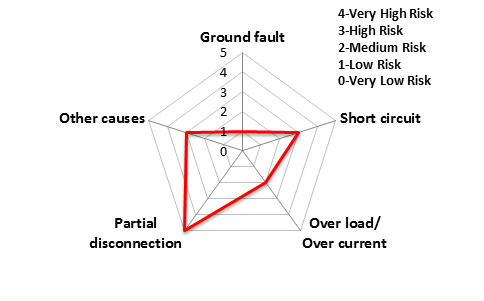 4-Very High Risk
3-High Risk
2-Medium Risk
1-Low Risk
0-Very Low Risk
Ground fault
5
4
3
2
1
0
Other causes
Short circuit
Partial
disconnection
Over load/
Over current